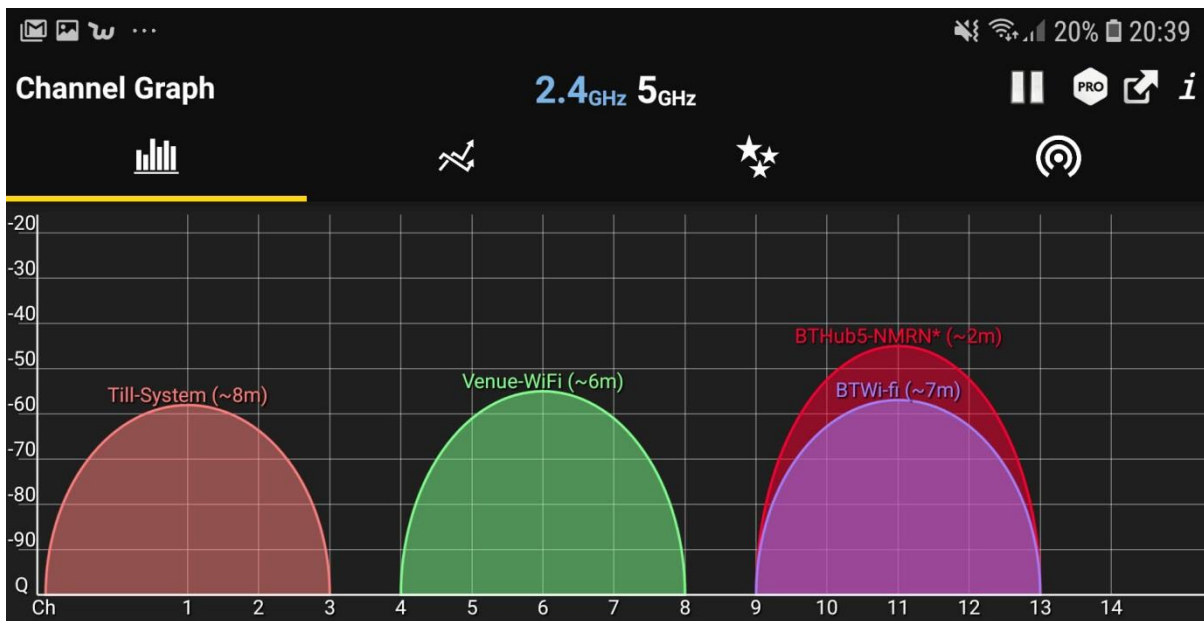 20% 20:39
Channel Graph 2.4GHz 5GHz PRO i
-20
-30
-40
BTHub5-NMRN* (~2m)
-50
Venue-WiFi (~6m)
Till-System (~8m) BTWi-fi (~7m)
-60
-70
-80
-90
Q
Ch 1 2 3 4 5 6 7 8 9 10 11 12 13 14